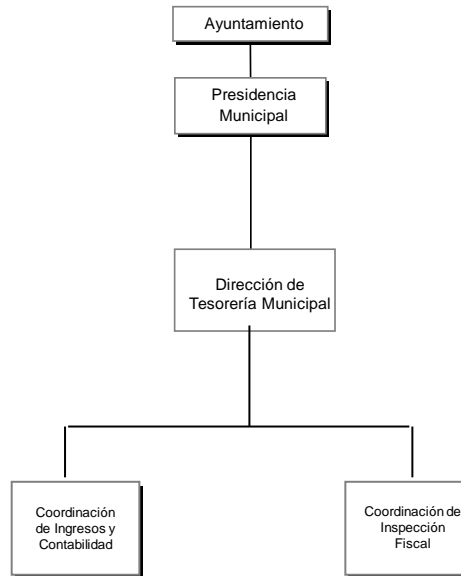 Ayuntamiento
Presidencia
Municipal
Dirección de
Tesorería Municipal
Coordinación
de Ingresos y
Contabilidad
Coordinación de
Inspección
Fiscal